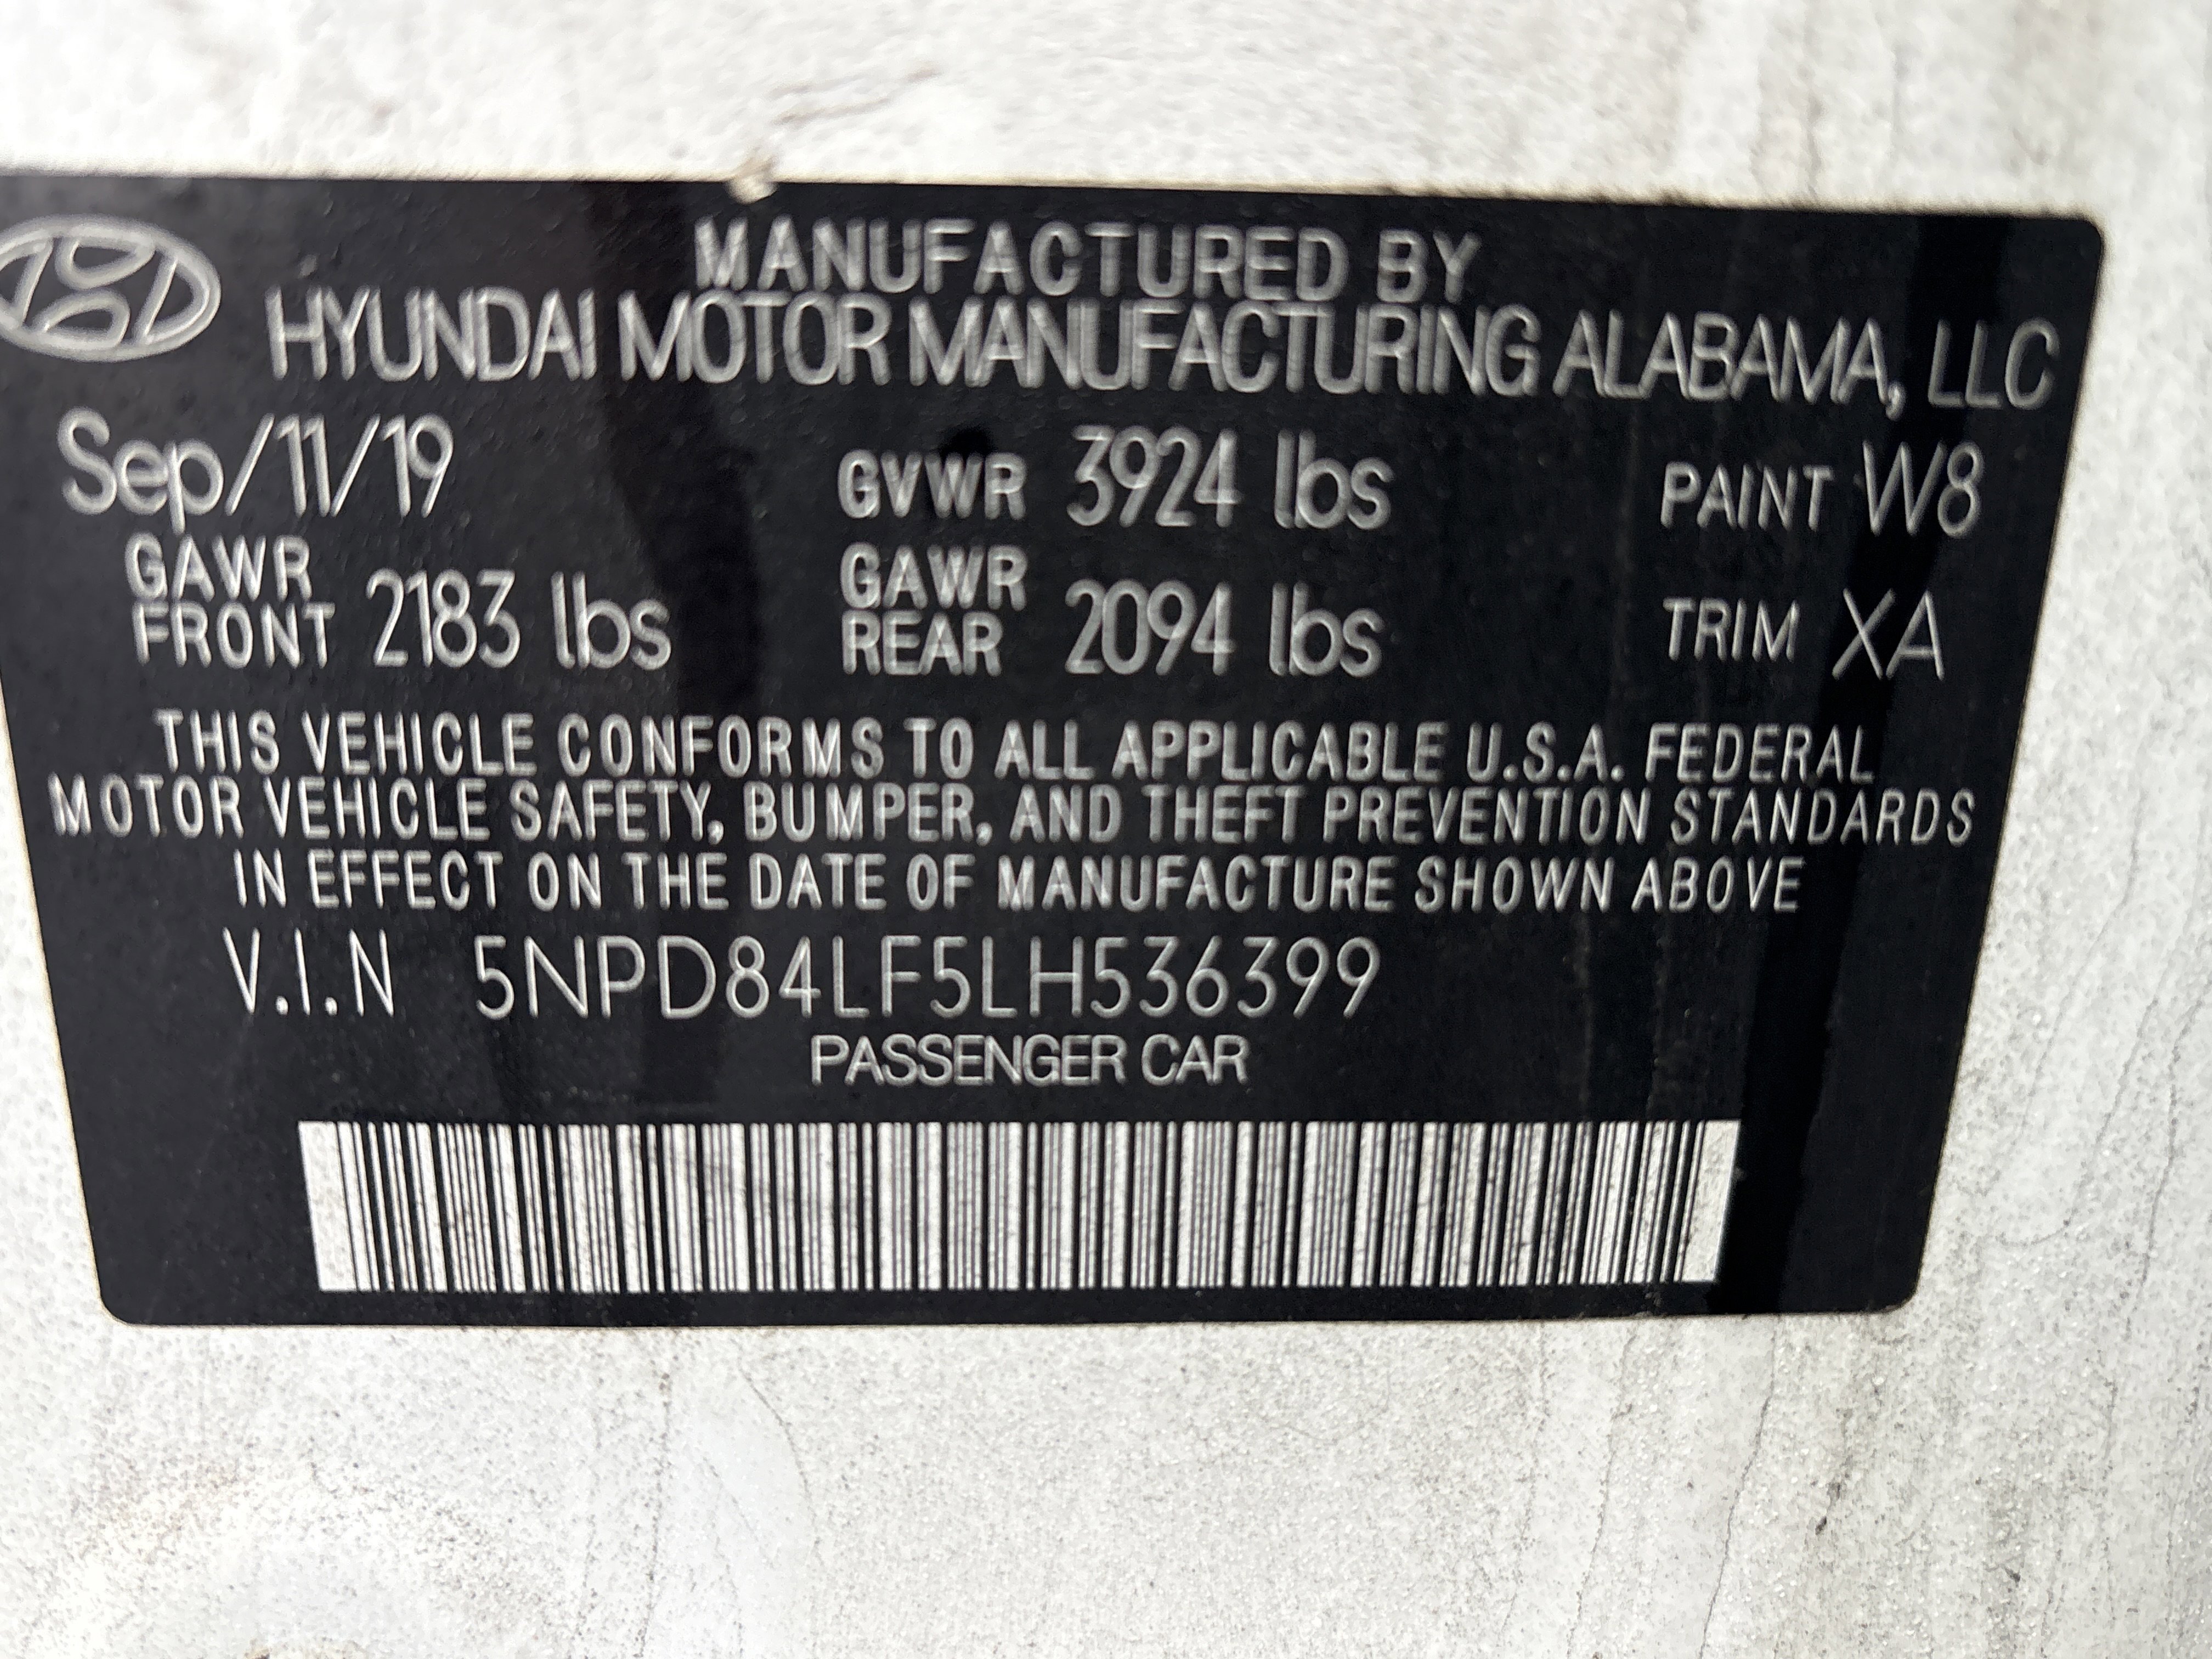 MANUFACTURED BY
HYUNDAI MOTOR MANUFACTURING ALABAMA, LLC
Sep/11/19 GVWR 3924 lbs PAINT W8
GAWR FRONT 2183 lbs GAWR REAR 2094 lbs TRIM XA
THIS VEHICLE CONFORMS TO ALL APPLICABLE U.S.A. FEDERAL
MOTOR VEHICLE SAFETY, BUMPER, AND THEFT PREVENTION STANDARDS
IN EFFECT ON THE DATE OF MANUFACTURE SHOWN ABOVE
V.I.N 5NPD84LF5LH536399
PASSENGER CAR